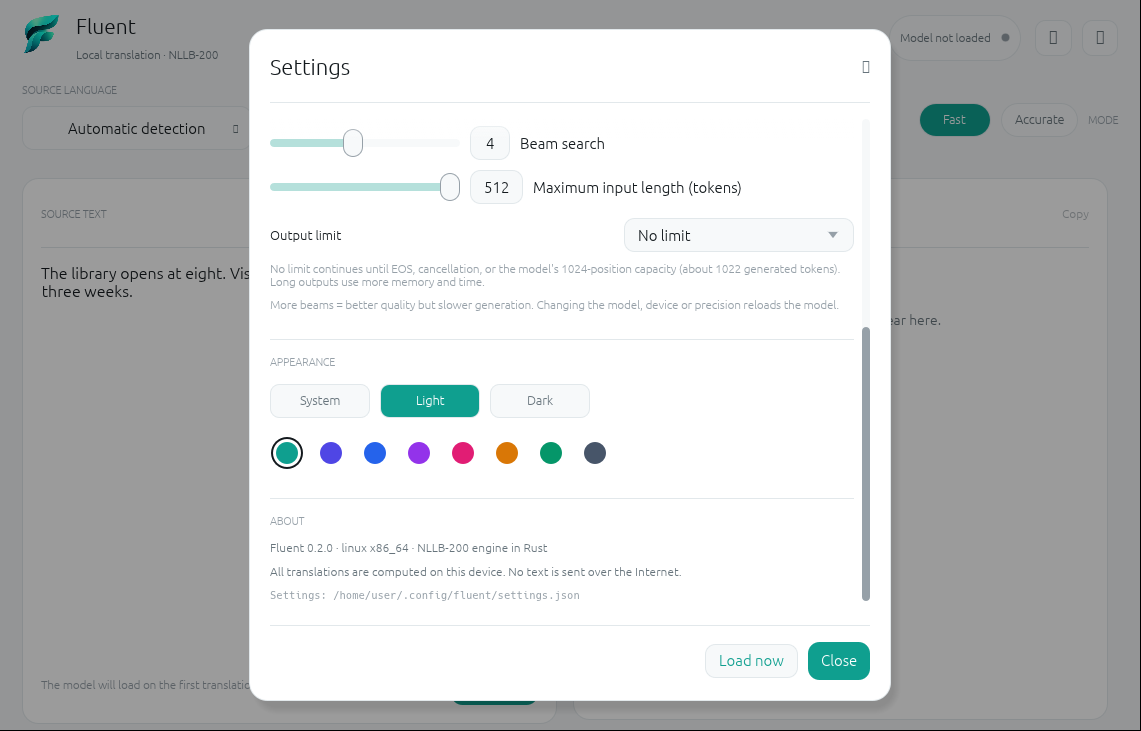 Fluent
Local translation · NLLB-200
Model not loaded
SOURCE LANGUAGE
Automatic detection
Fast
Accurate
MODE
SOURCE TEXT
Copy
The library opens at eight. Vis
three weeks.
ear here.
The model will load on the first translatio
Settings
4
Beam search
512
Maximum input length (tokens)
Output limit
No limit
No limit continues until EOS, cancellation, or the model's 1024-position capacity (about 1022 generated tokens).
Long outputs use more memory and time.
More beams = better quality but slower generation. Changing the model, device or precision reloads the model.
APPEARANCE
System
Light
Dark
ABOUT
Fluent 0.2.0 · linux x86_64 · NLLB-200 engine in Rust
All translations are computed on this device. No text is sent over the Internet.
Settings: /home/user/.config/fluent/settings.json
Load now
Close